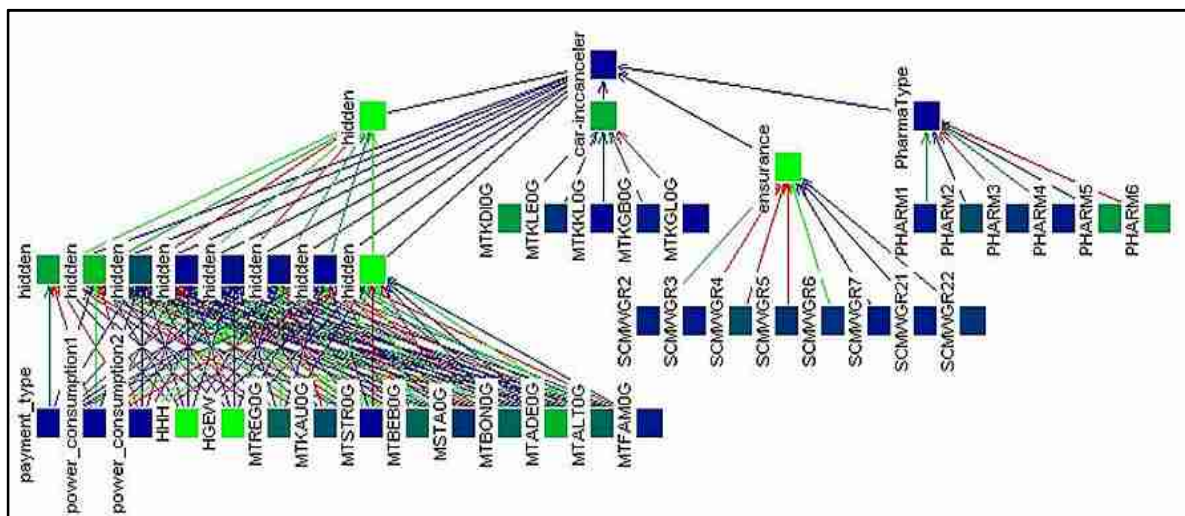 car-inccanceler
hidden
PharmaType
ensurance
MTKDI0G
MTKLE0G
MTKKL0G
MTKGB0G
MTKGL0G
PHARM1
PHARM2
PHARM3
PHARM4
PHARM5
PHARM6
hidden
hidden
hidden
hidden
hidden
hidden
hidden
hidden
SCMWGR2
SCMWGR3
SCMWGR4
SCMWGR5
SCMWGR6
SCMWGR7
SCMWGR21
SCMWGR22
payment_type
power_consumption1
power_consumption2
HHH
HGEW
MTREG0G
MTKAU0G
MTSTR0G
MTBEB0G
MSTA0G
MTBON0G
MTADE0G
MTALT0G
MTFAM0G